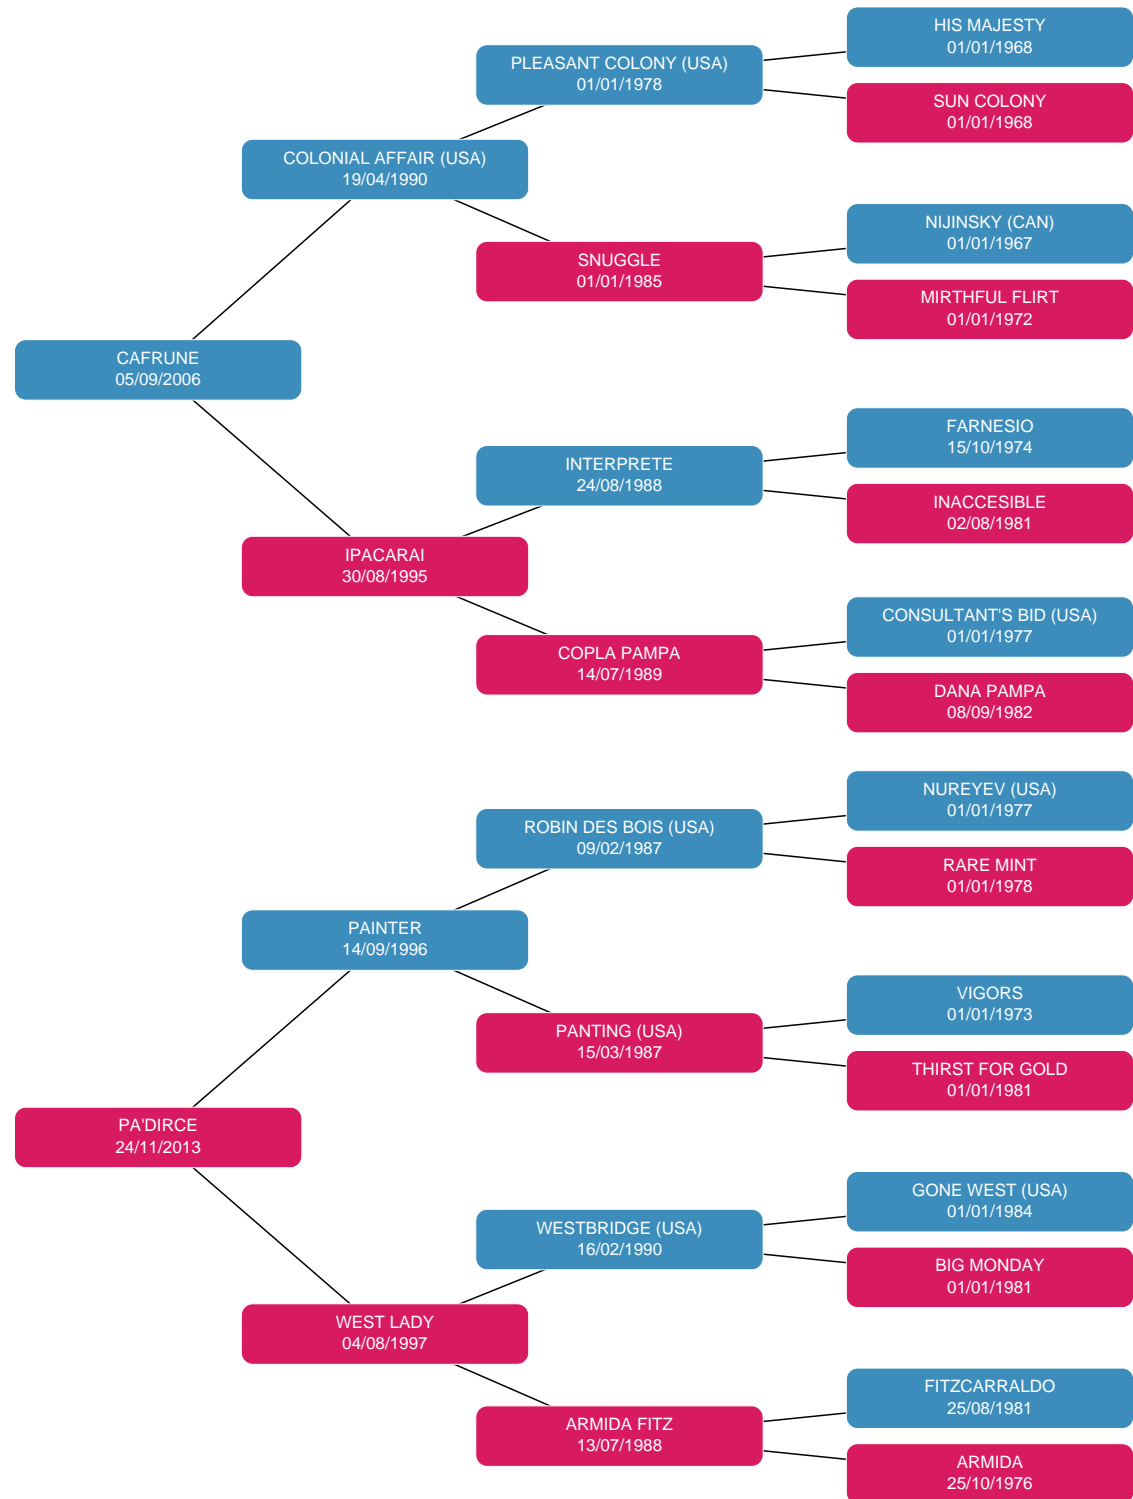 HIS MAJESTY
01/01/1968
PLEASANT COLONY (USA)
01/01/1978
SUN COLONY
01/01/1968
COLONIAL AFFAIR (USA)
19/04/1990
NIJINSKY (CAN)
01/01/1967
SNUGGLE
01/01/1985
MIRTHFUL FLIRT
01/01/1972
CAFRUNE
05/09/2006
FARNESIO
15/10/1974
INTERPRETE
24/08/1988
INACCESIBLE
02/08/1981
IPACARAI
30/08/1995
CONSULTANT'S BID (USA)
01/01/1977
COPLA PAMPA
14/07/1989
DANA PAMPA
08/09/1982
NUREYEV (USA)
01/01/1977
ROBIN DES BOIS (USA)
09/02/1987
RARE MINT
01/01/1978
PAINTER
14/09/1996
VIGORS
01/01/1973
PANTING (USA)
15/03/1987
THIRST FOR GOLD
01/01/1981
PA'DIRCE
24/11/2013
GONE WEST (USA)
01/01/1984
WESTBRIDGE (USA)
16/02/1990
BIG MONDAY
01/01/1981
WEST LADY
04/08/1997
FITZCARRALDO
25/08/1981
ARMIDA FITZ
13/07/1988
ARMIDA
25/10/1976